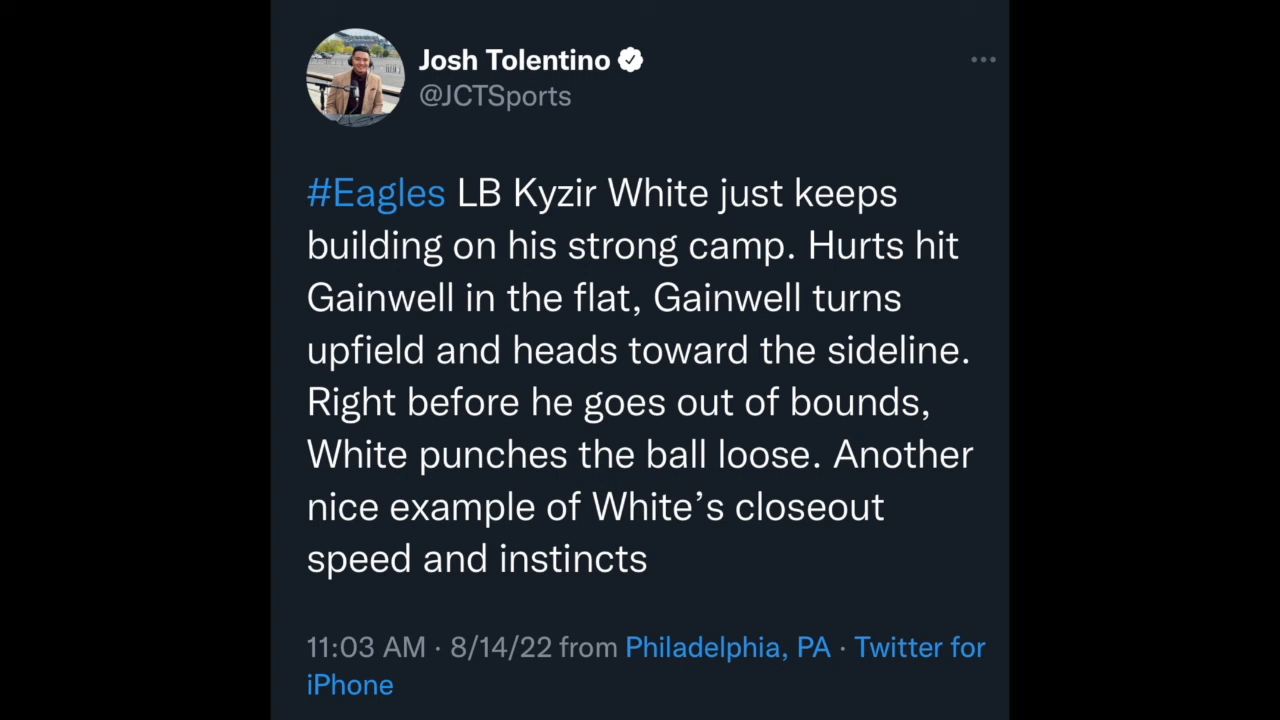 Josh Tolentino
@JCTSports
#Eagles LB Kyzir White just keeps
building on his strong camp. Hurts hit
Gainwell in the flat, Gainwell turns
upfield and heads toward the sideline.
Right before he goes out of bounds,
White punches the ball loose. Another
nice example of White’s closeout
speed and instincts
11:03 AM · 8/14/22 from Philadelphia, PA · Twitter for
iPhone